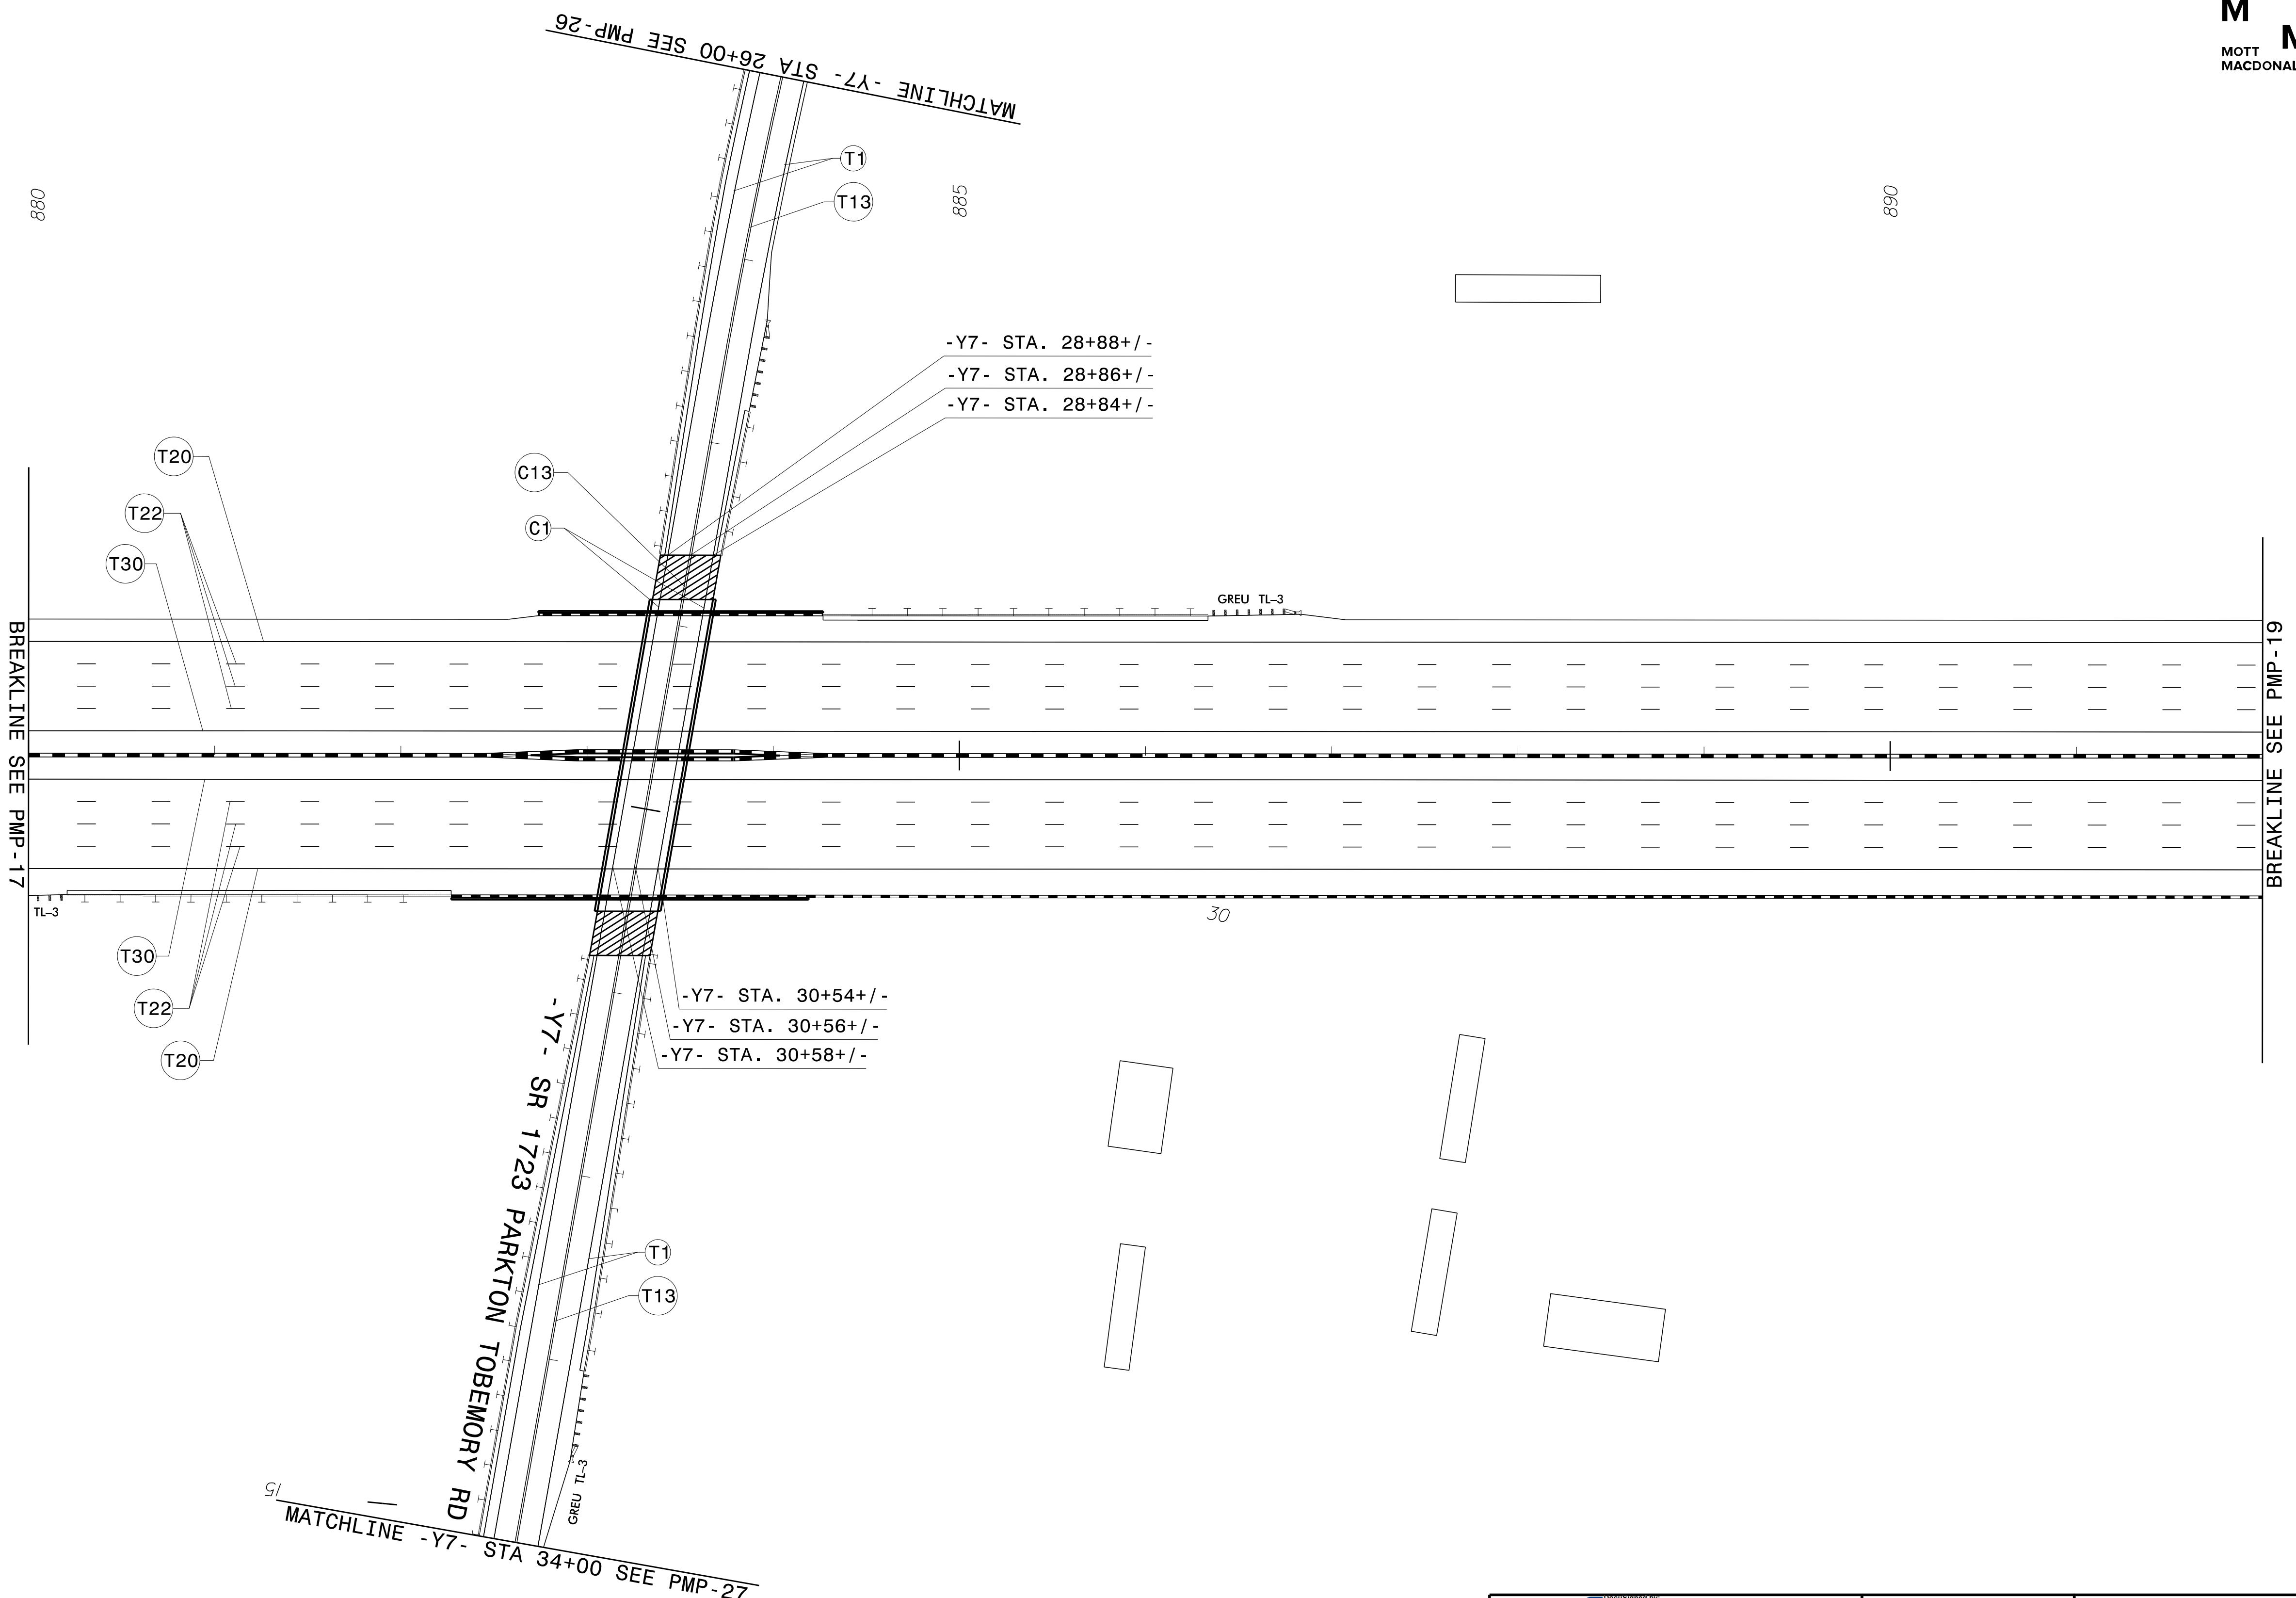 M
M
MOTT
MACDONAL
MATCHLINE -Y7- STA 26+00 SEE PMP-26
T1
T13
880
885
890
-Y7- STA. 28+88+/-
-Y7- STA. 28+86+/-
-Y7- STA. 28+84+/-
T20
C13
T22
C1
T30
GREU TL-3
BREAKLINE SEE PMP-17
BREAKLINE SEE PMP-19
TL-3
30
T30
T22
T20
-Y7- STA. 30+54+/-
-Y7- STA. 30+56+/-
-Y7- STA. 30+58+/-
-Y7- SR 1723 PARKTON TOBEMORY RD
T1
T13
GREU TL-3
15
MATCHLINE -Y7- STA 34+00 SEE PMP-27